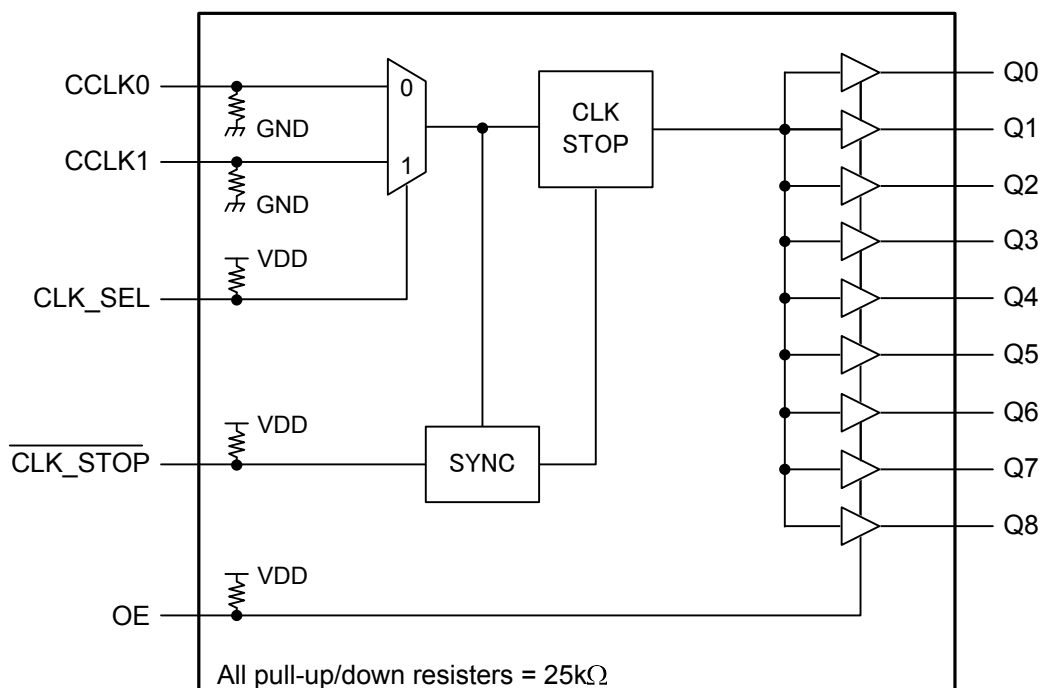 CCLK0
0
CLK
STOP
Q0
GND
Q1
CCLK1
1
Q2
GND
VDD
Q3
CLK_SEL
Q4
Q5
VDD
Q6
CLK_STOP
SYNC
Q7
Q8
VDD
OE
All pull-up/down resisters = 25kΩ